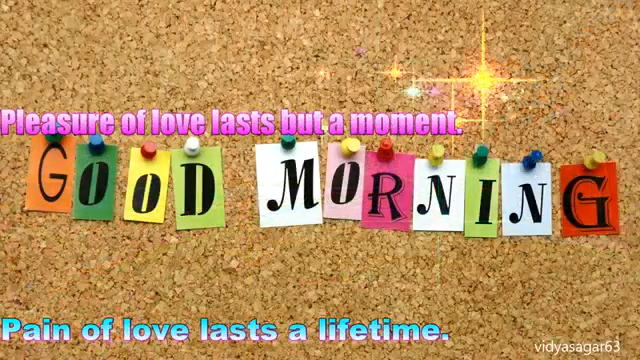 Pleasure of love lasts but a moment.
GOOD MORNING
Pain of love lasts a lifetime.
vidyasagar63